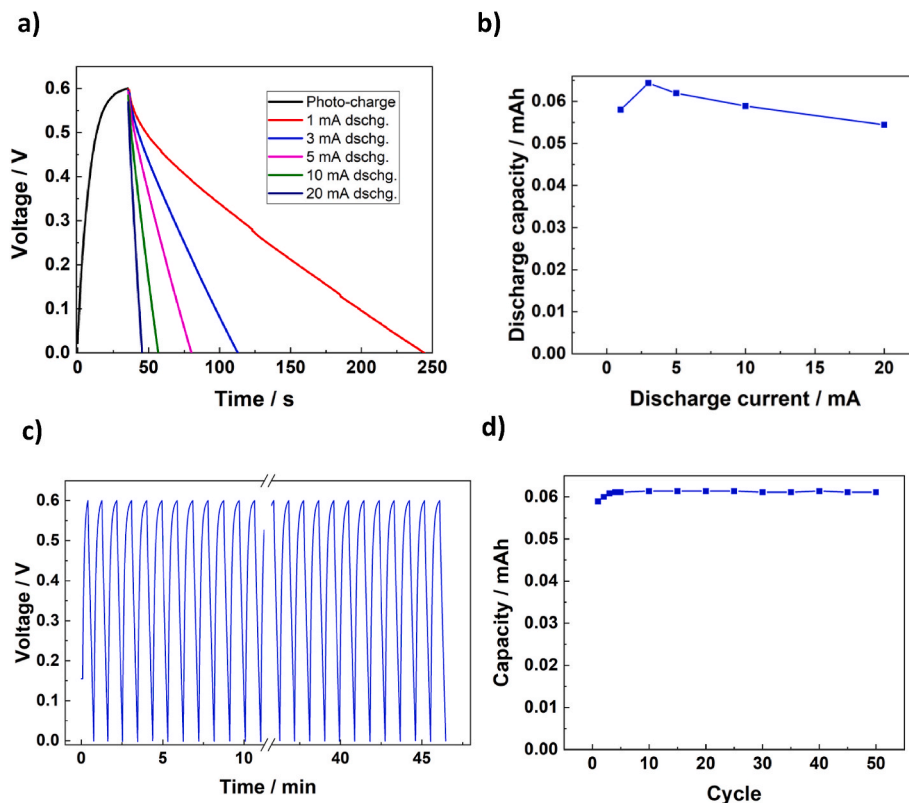 a)
Voltage / V
0.6
0.5
0.4
0.3
0.2
0.1
0.0
Photo-charge
1 mA dschg.
3 mA dschg.
5 mA dschg.
10 mA dschg.
20 mA dschg.
0 50 100 150 200 250
Time / s
b)
Discharge capacity / mAh
0.06
0.05
0.04
0.03
0.02
0.01
0.00
0 5 10 15 20
Discharge current / mA
c)
Voltage / V
0.6
0.5
0.4
0.3
0.2
0.1
0.0
0 5 10 40 45
Time / min
d)
Capacity / mAh
0.06
0.05
0.04
0.03
0.02
0.01
0.00
0 10 20 30 40 50
Cycle